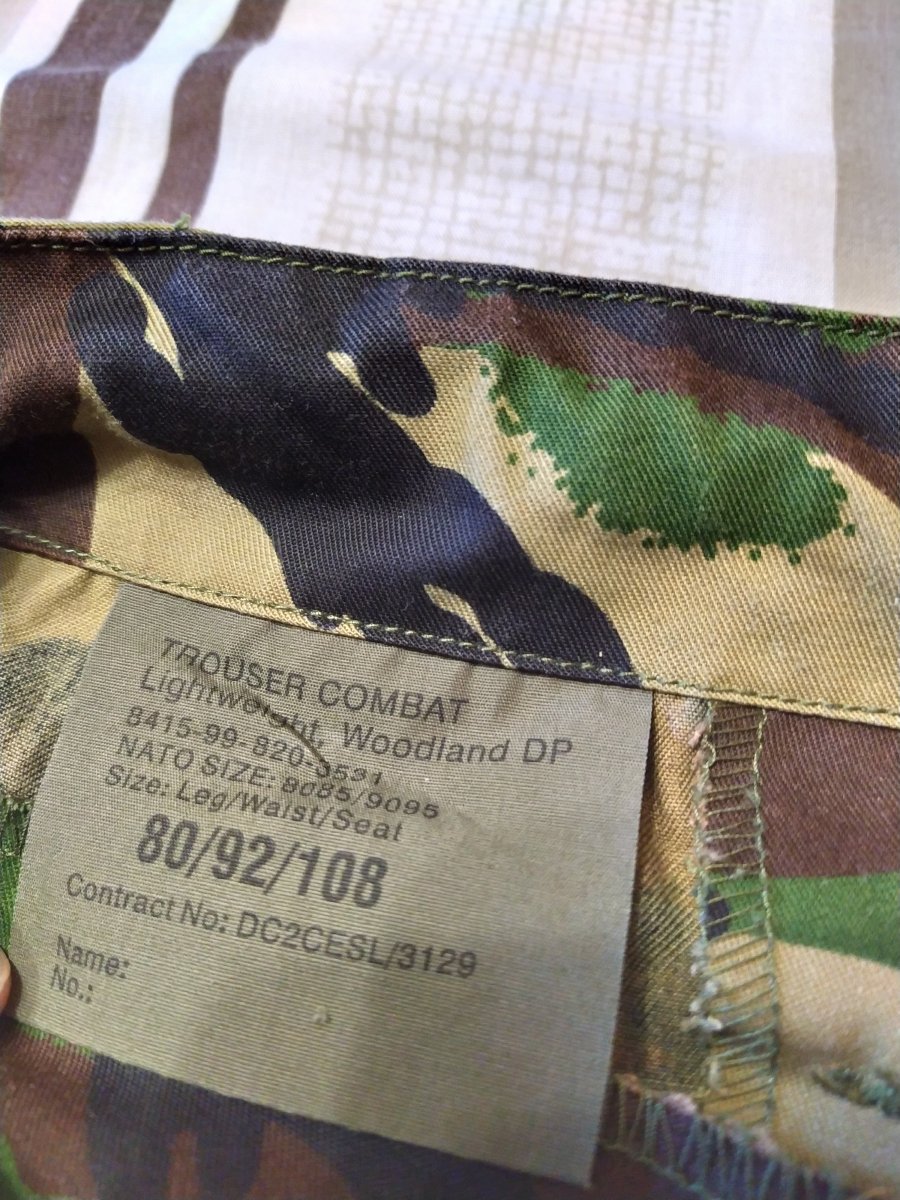 TROUSER COMBAT
Lightweight, Woodland DP
8415-99-820-3531
NATO SIZE: 8085/9095
Size: Leg/Waist/Seat
80/92/108
Contract No: DC2CESL/3129
Name:
No.: